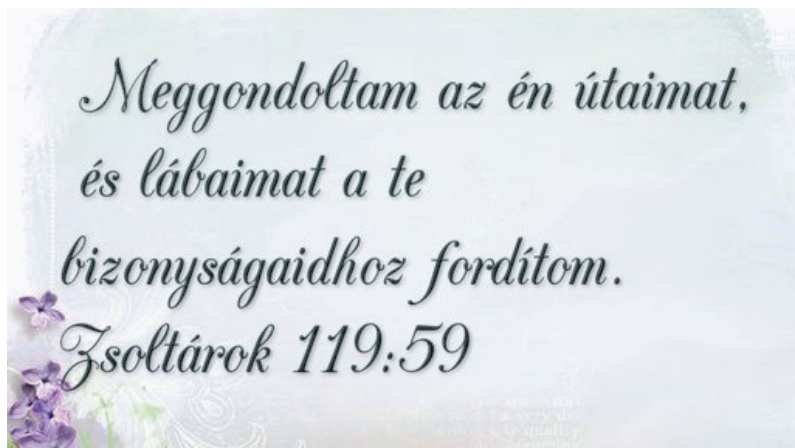 Meggondoltam az én útaimat,
és lábaimat a te
bizonyságaidhoz fordítom.
Zsoltárok 119:59